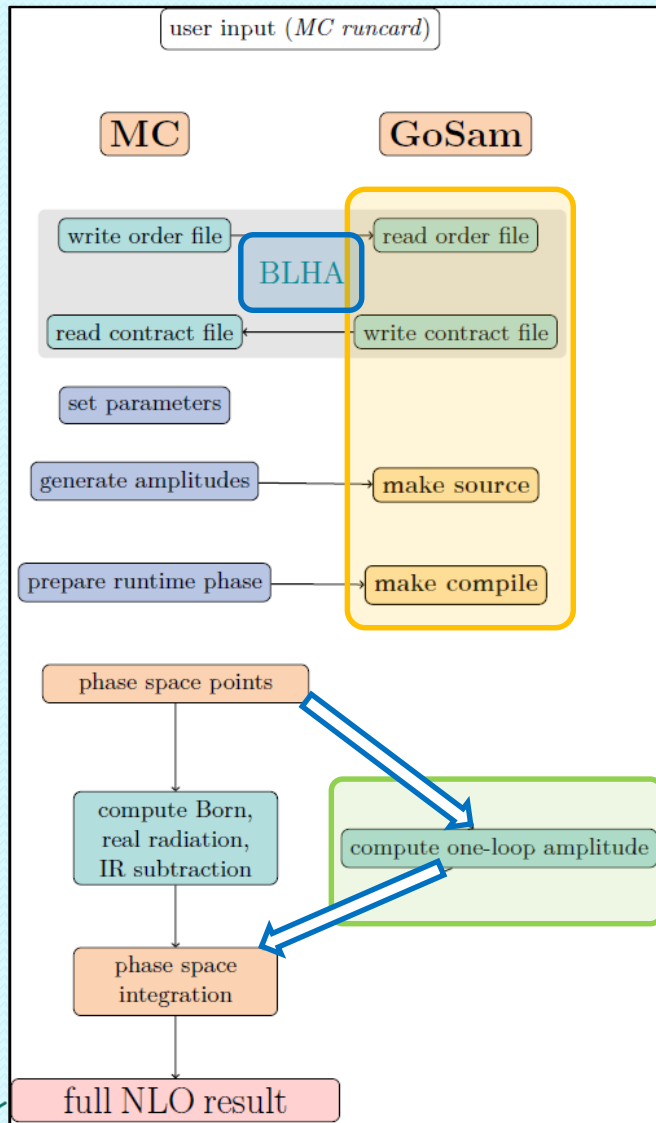 user input (MC runcard)
MC
GoSam
write order file
read order file
BLHA
read contract file
write contract file
set parameters
generate amplitudes
make source
prepare runtime phase
make compile
phase space points
compute Born,
real radiation,
IR subtraction
compute one-loop amplitude
phase space
integration
full NLO result